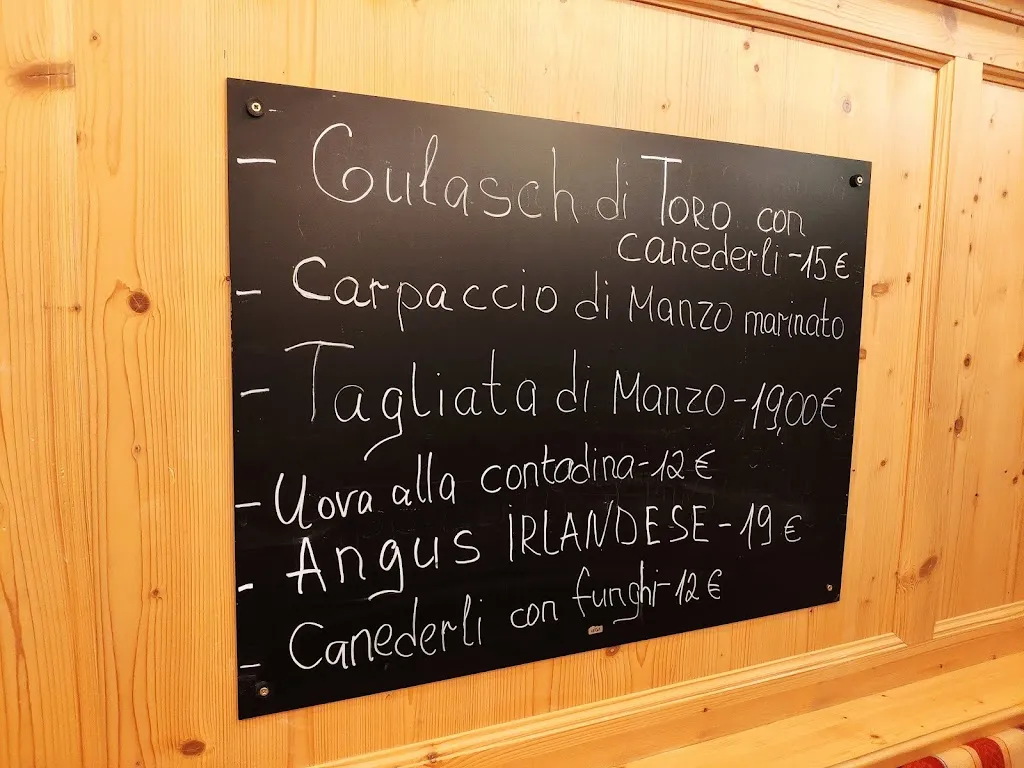 - Gulasch di TORO con
canederli - 15 €
- Carpaccio di Manzo marinato
- Tagliata di Manzo - 19,00 €
- Uova alla contadina - 12 €
- Angus IRLANDESE - 19 €
- Canederli con funghi - 12 €